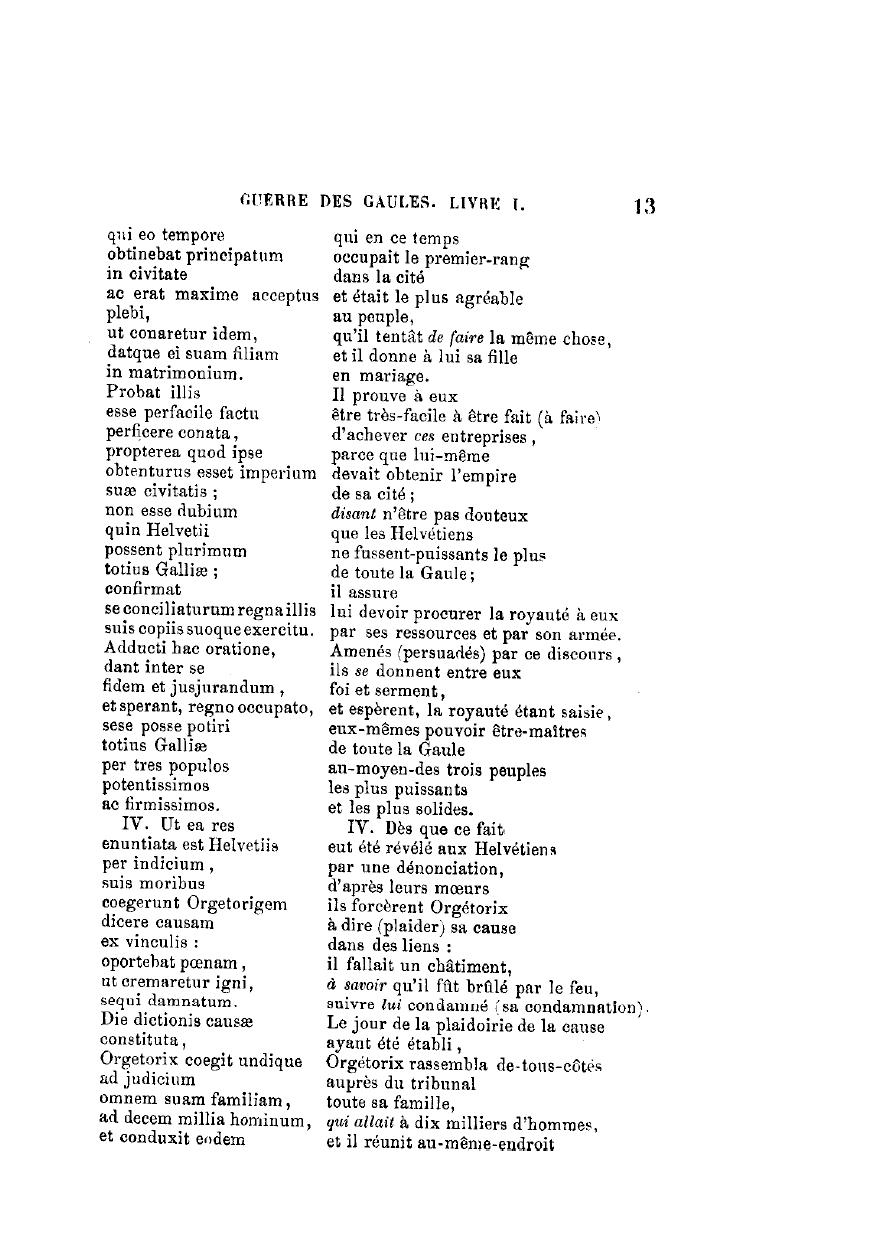 GUERRE DES GAULES. LIVRE I. 13
qui eo tempore qui en ce temps
obtinebat principatum occupait le premier-rang
in civitate dans la cité
ac erat maxime acceptus et était le plus agréable
plebi, au peuple,
ut conaretur idem, qu'il tentât de faire la même chose,
datque ei suam filiam et il donne à lui sa fille
in matrimonium. en mariage.
Probat illis Il prouve à eux
esse perfacile factu être très-facile à être fait (à faire)
perficere conata, d'achever ces entreprises,
propterea quod ipse parce que lui-même
obtenturus esset imperium devait obtenir l'empire
suæ civitatis ; de sa cité ;
non esse dubium disant n'être pas douteux
quin Helvetii que les Helvétiens
possent plurimum ne fussent-puissants le plus
totius Galliæ ; de toute la Gaule ;
confirmat il assure
se conciliaturum regna illis lui devoir procurer la royauté à eux
suis copiis suoque exercitu. par ses ressources et par son armée.
Adducti hac oratione, Amenés (persuadés) par ce discours,
dant inter se ils se donnent entre eux
fidem et jusjurandum, foi et serment,
et sperant, regno occupato, et espèrent, la royauté étant saisie,
sese posse potiri eux-mêmes pouvoir être-maîtres
totius Galliæ de toute la Gaule
per tres populos au-moyen-des trois peuples
potentissimos les plus puissants
ac firmissimos. et les plus solides.
IV. Ut ea res IV. Dès que ce fait
enuntiata est Helvetiis eut été révélé aux Helvétiens
per indicium, par une dénonciation,
suis moribus d'après leurs mœurs
coegerunt Orgetorigem ils forcèrent Orgétorix
dicere causam à dire (plaider) sa cause
ex vinculis : dans des liens :
oportebat pœnam, il fallait un châtiment,
ut cremaretur igni, à savoir qu'il fût brûlé par le feu,
sequi damnatum. suivre lui condamné (sa condamnation).
Die dictionis causæ Le jour de la plaidoirie de la cause
constituta, ayant été établi,
Orgetorix coegit undique Orgétorix rassembla de-tous-côtés
ad judicium auprès du tribunal
omnem suam familiam, toute sa famille,
ad decem millia hominum, qui allait à dix milliers d'hommes,
et conduxit eodem et il réunit au-même-endroit